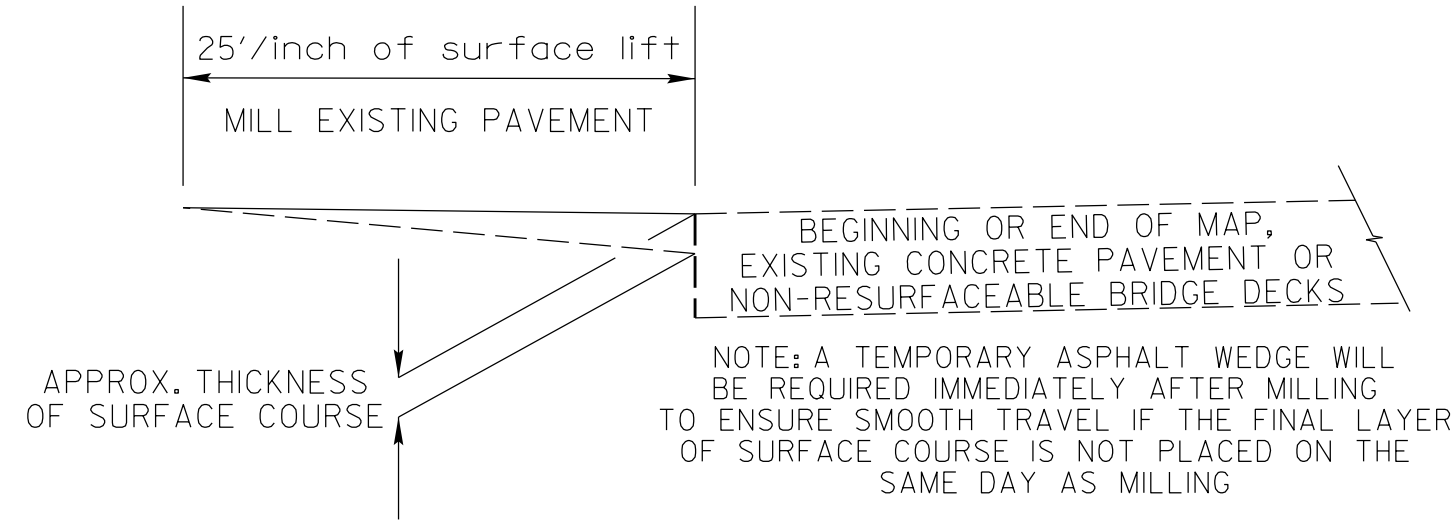 25'/inch of surface lift
MILL EXISTING PAVEMENT
BEGINNING OR END OF MAP,
EXISTING CONCRETE PAVEMENT OR
NON-RESURFACEABLE BRIDGE DECKS
APPROX. THICKNESS
OF SURFACE COURSE
NOTE: A TEMPORARY ASPHALT WEDGE WILL
BE REQUIRED IMMEDIATELY AFTER MILLING
TO ENSURE SMOOTH TRAVEL IF THE FINAL LAYER
OF SURFACE COURSE IS NOT PLACED ON THE
SAME DAY AS MILLING